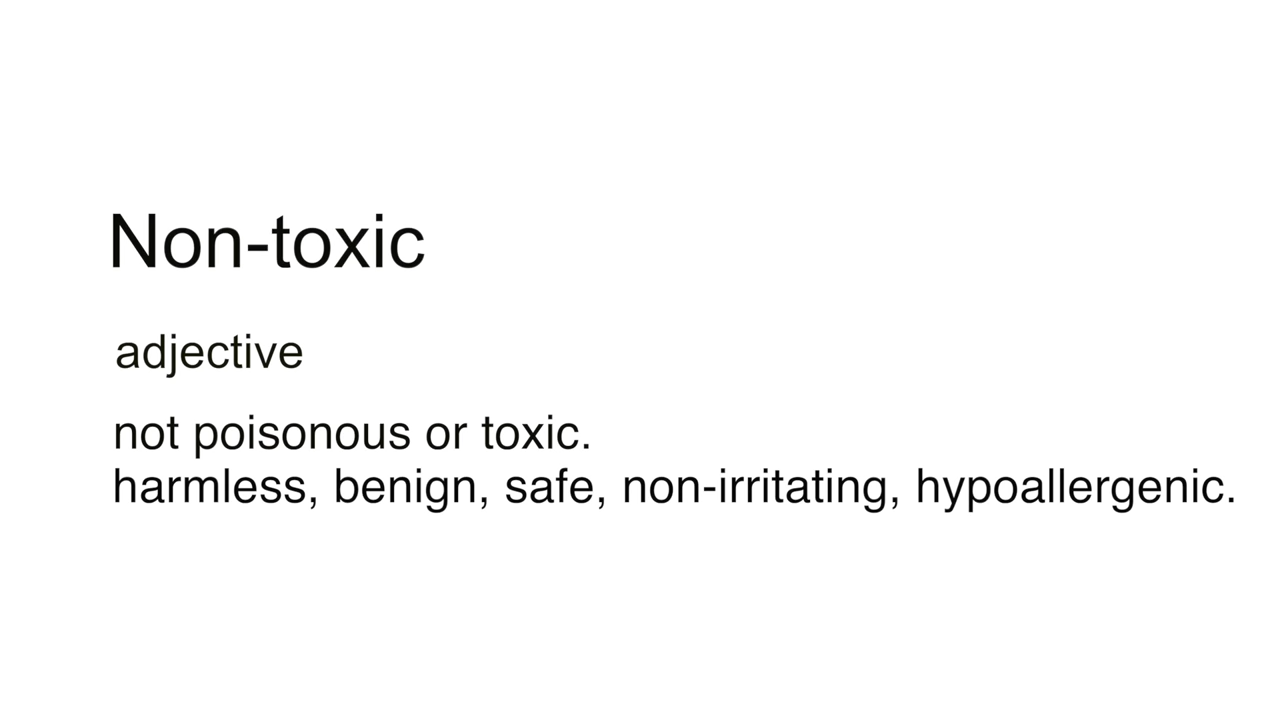 Non-toxic
adjective
not poisonous or toxic.
harmless, benign, safe, non-irritating, hypoallergenic.